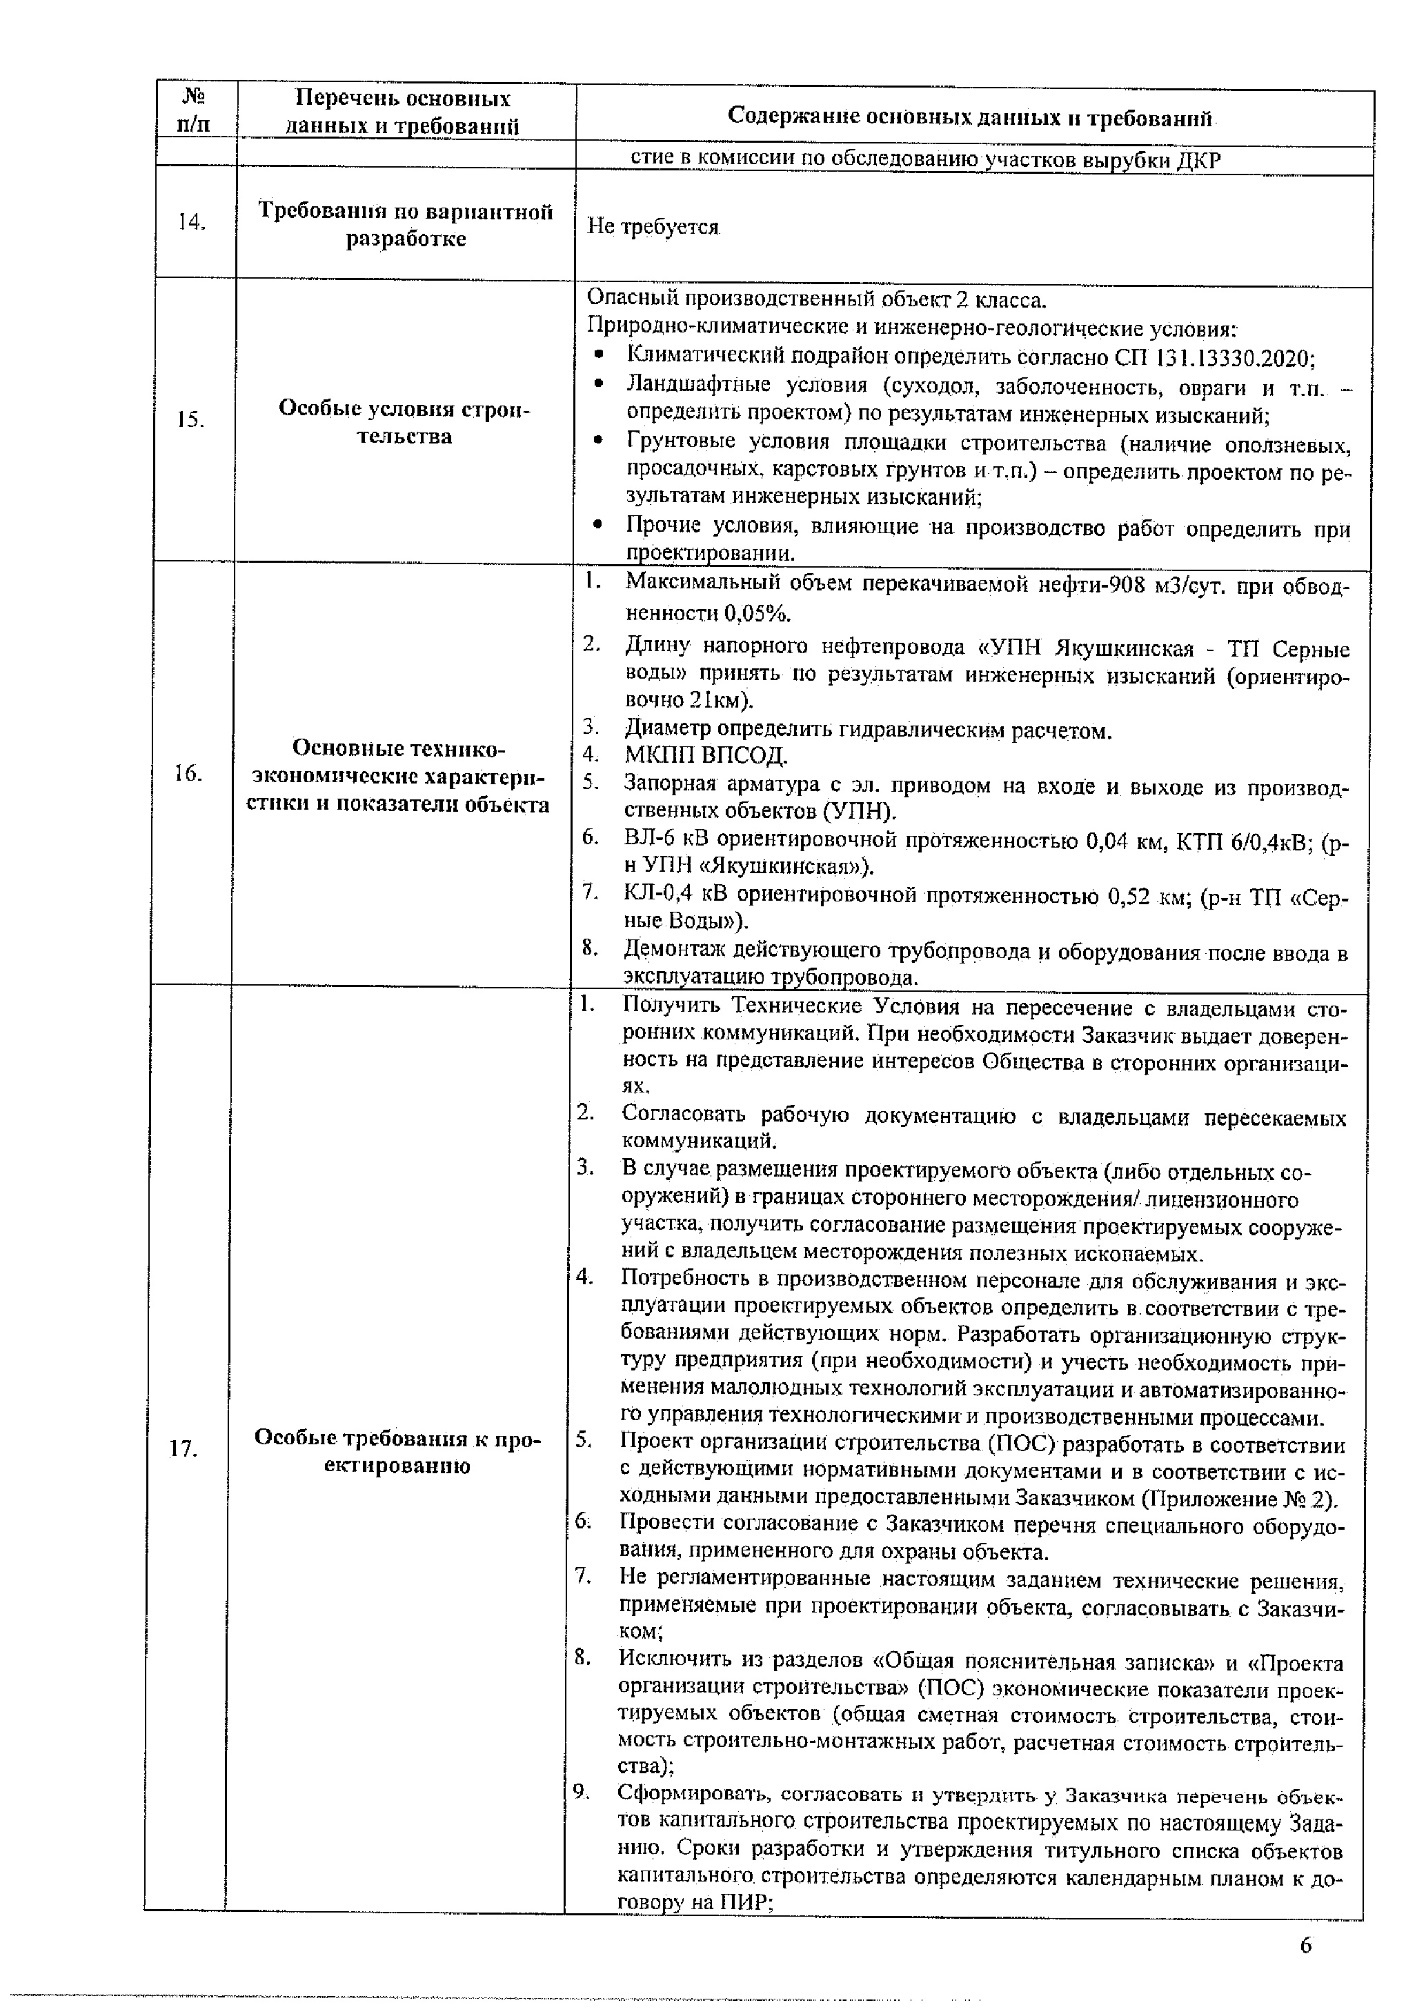 № п/п
Перечень основных данных и требований
Содержание основных данных и требований
стие в комиссии по обследованию участков вырубки ДКР
14.
Требования по вариантной
разработке
Не требуется
15.
Особые условия строи-
тельства
Опасный производственный объект 2 класса.
Природно-климатические и инженерно-геологические условия:
• Климатический подрайон определить согласно СП 131.13330.2020;
• Ландшафтные условия (суходол, заболоченность, овраги и т.п. –
определить проектом) по результатам инженерных изысканий;
• Грунтовые условия площадки строительства (наличие оползневых,
просадочных, карстовых грунтов и т.п.) – определить проектом по ре-
зультатам инженерных изысканий;
• Прочие условия, влияющие на производство работ определить при
проектировании.
16.
Основные технико-
экономические характери-
стики и показатели объекта
1. Максимальный объем перекачиваемой нефти-908 м3/сут. при обвод-
ненности 0,05%.
2. Длину напорного нефтепровода «УПН Якушкинская - ТП Серные
воды» принять по результатам инженерных изысканий (ориентиро-
вочно 21км).
3. Диаметр определить гидравлическим расчетом.
4. МКПП ВПСОД.
5. Запорная арматура с эл. приводом на входе и выходе из производ-
ственных объектов (УПН).
6. ВЛ-6 кВ ориентировочной протяженностью 0,04 км, КТП 6/0,4кВ; (р-
н УПН «Якушкинская»).
7. КЛ-0,4 кВ ориентировочной протяженностью 0,52 км; (р-н ТП «Сер-
ные Воды»).
8. Демонтаж действующего трубопровода и оборудования после ввода в
эксплуатацию трубопровода.
17.
Особые требования к про-
ектированию
1. Получить Технические Условия на пересечение с владельцами сто-
ронних коммуникаций. При необходимости Заказчик выдает доверен-
ность на представление интересов Общества в сторонних организаци-
ях.
2. Согласовать рабочую документацию с владельцами пересекаемых
коммуникаций.
3. В случае размещения проектируемого объекта (либо отдельных со-
оружений) в границах стороннего месторождения/ лицензионного
участка, получить согласование размещения проектируемых сооруже-
ний с владельцем месторождения полезных ископаемых.
4. Потребность в производственном персонале для обслуживания и экс-
плуатации проектируемых объектов определить в соответствии с тре-
бованиями действующих норм. Разработать организационную струк-
туру предприятия (при необходимости) и учесть необходимость при-
менения малолюдных технологий эксплуатации и автоматизированно-
го управления технологическими и производственными процессами.
5. Проект организации строительства (ПОС) разработать в соответствии
с действующими нормативными документами и в соответствии с ис-
ходными данными предоставленными Заказчиком (Приложение № 2).
6. Провести согласование с Заказчиком перечня специального оборудо-
вания, примененного для охраны объекта.
7. Не регламентированные настоящим заданием технические решения,
применяемые при проектировании объекта, согласовывать с Заказчи-
ком;
8. Исключить из разделов «Общая пояснительная записка» и «Проекта
организации строительства» (ПОС) экономические показатели проек-
тируемых объектов (общая сметная стоимость строительства, стои-
мость строительно-монтажных работ, расчетная стоимость строитель-
ства);
9. Сформировать, согласовать и утвердить у Заказчика перечень объек-
тов капитального строительства проектируемых по настоящему Зада-
нию. Сроки разработки и утверждения титульного списка объектов
капитального строительства определяются календарным планом к до-
говору на ПИР;
6